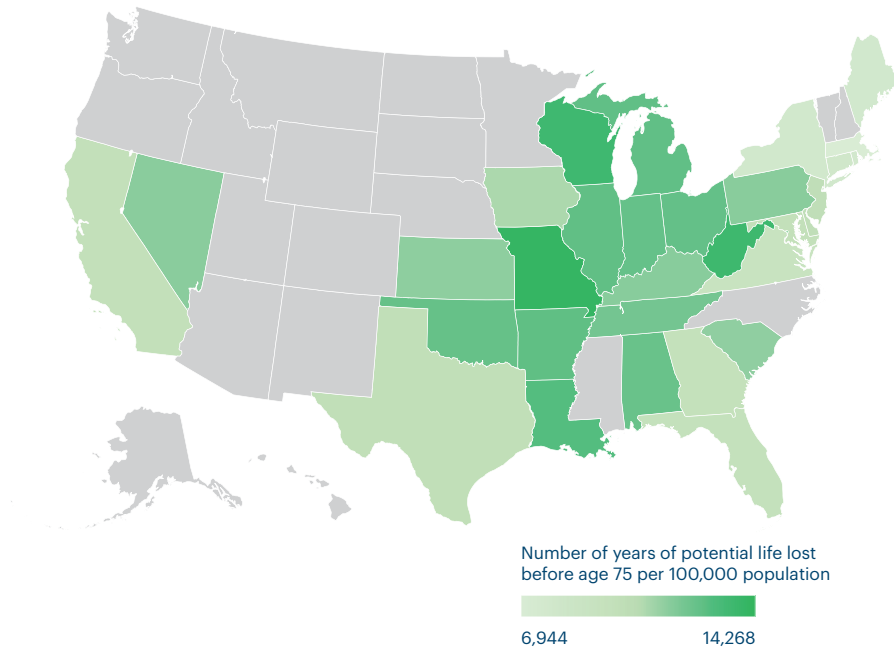 Number of years of potential life lost
before age 75 per 100,000 population
6,944 14,268